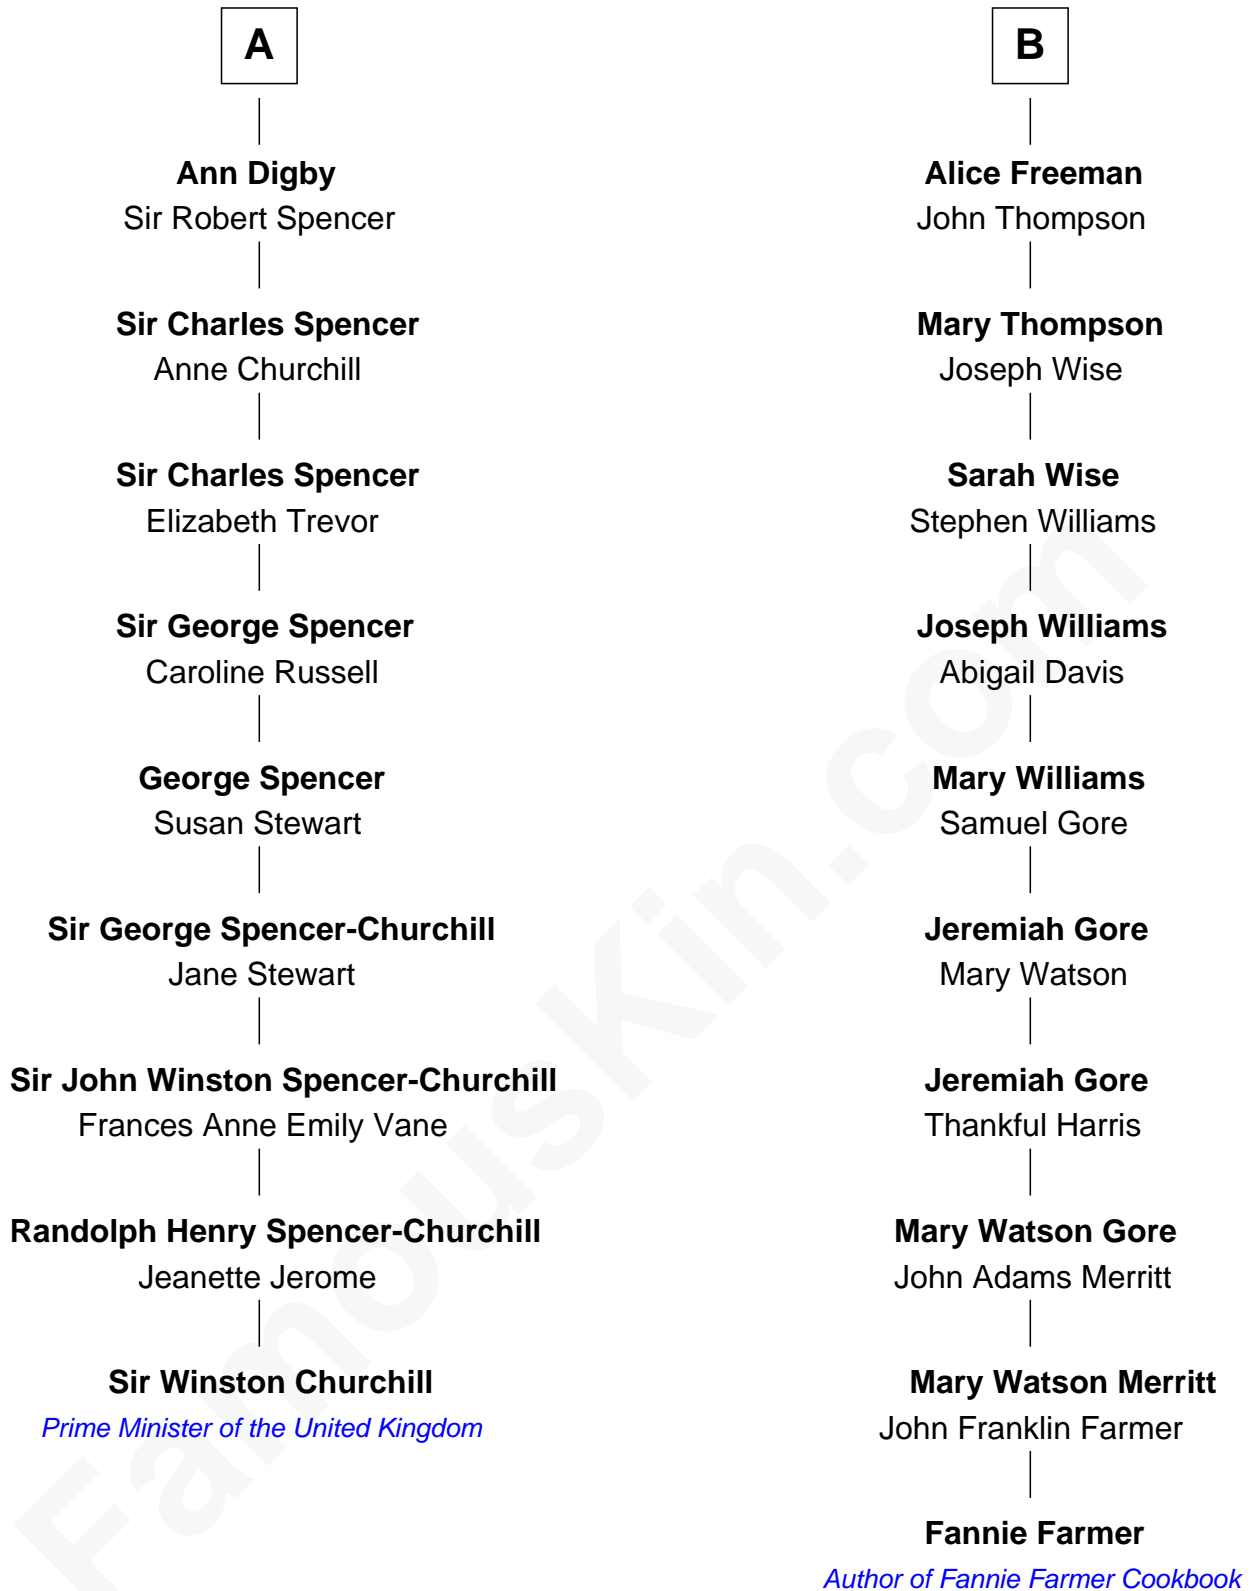 A
Ann Digby
Sir Robert Spencer
Sir Charles Spencer
Anne Churchill
Sir Charles Spencer
Elizabeth Trevor
Sir George Spencer
Caroline Russell
George Spencer
Susan Stewart
Sir George Spencer-Churchill
Jane Stewart
Sir John Winston Spencer-Churchill
Frances Anne Emily Vane
Randolph Henry Spencer-Churchill
Jeanette Jerome
Sir Winston Churchill
Prime Minister of the United Kingdom
B
Alice Freeman
John Thompson
Mary Thompson
Joseph Wise
Sarah Wise
Stephen Williams
Joseph Williams
Abigail Davis
Mary Williams
Samuel Gore
Jeremiah Gore
Mary Watson
Jeremiah Gore
Thankful Harris
Mary Watson Gore
John Adams Merritt
Mary Watson Merritt
John Franklin Farmer
Fannie Farmer
Author of Fannie Farmer Cookbook
FamousKin.com